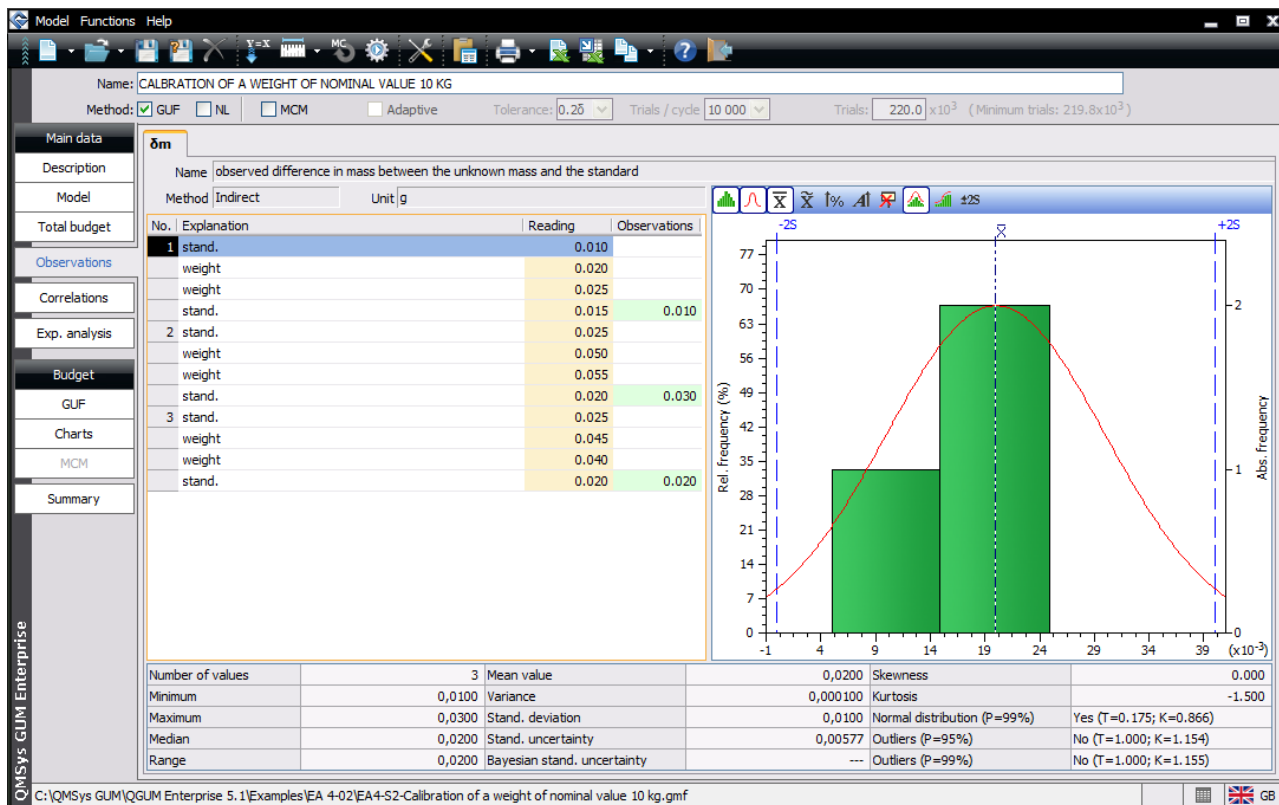 Model Functions Help
Y=X MC
Name: CALBRATION OF A WEIGHT OF NOMINAL VALUE 10 KG
Method: GUF NL MCM Adaptive Tolerance: 0.2δ Trials / cycle 10 000 Trials: 220.0 x10³ (Minimum trials: 219.8x10³)
Main data
Description
Model
Total budget
Observations
Correlations
Exp. analysis
Budget
GUF
Charts
MCM
Summary
QMSys GUM Enterprise
δm
Name observed difference in mass between the unknown mass and the standard
Method Indirect Unit g
No. Explanation Reading Observations
1 stand. 0.010
weight 0.020
weight 0.025
stand. 0.015 0.010
2 stand. 0.025
weight 0.050
weight 0.055
stand. 0.020 0.030
3 stand. 0.025
weight 0.045
weight 0.040
stand. 0.020 0.020
±2S
-2S x̄ +2S
Rel. frequency (%)
77
70
63
56
49
42
35
28
21
14
7
0
-1 4 9 14 19 24 29 34 39 (x10⁻³)
2
1
0
Abs. frequency
Number of values 3 Mean value 0,0200 Skewness 0.000
Minimum 0,0100 Variance 0,000100 Kurtosis -1.500
Maximum 0,0300 Stand. deviation 0,0100 Normal distribution (P=99%) Yes (T=0.175; K=0.866)
Median 0,0200 Stand. uncertainty 0,00577 Outliers (P=95%) No (T=1.000; K=1.154)
Range 0,0200 Bayesian stand. uncertainty --- Outliers (P=99%) No (T=1.000; K=1.155)
C:\QMSys GUM\QGUM Enterprise 5.1\Examples\EA 4-02\EA4-S2-Calibration of a weight of nominal value 10 kg.gmf GB